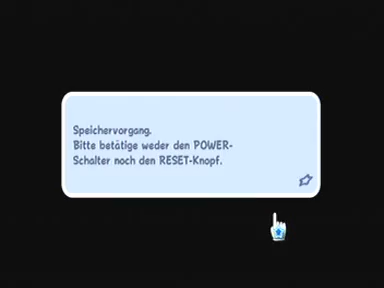 Speichervorgang.
Bitte betätige weder den POWER-
Schalter noch den RESET-Knopf.